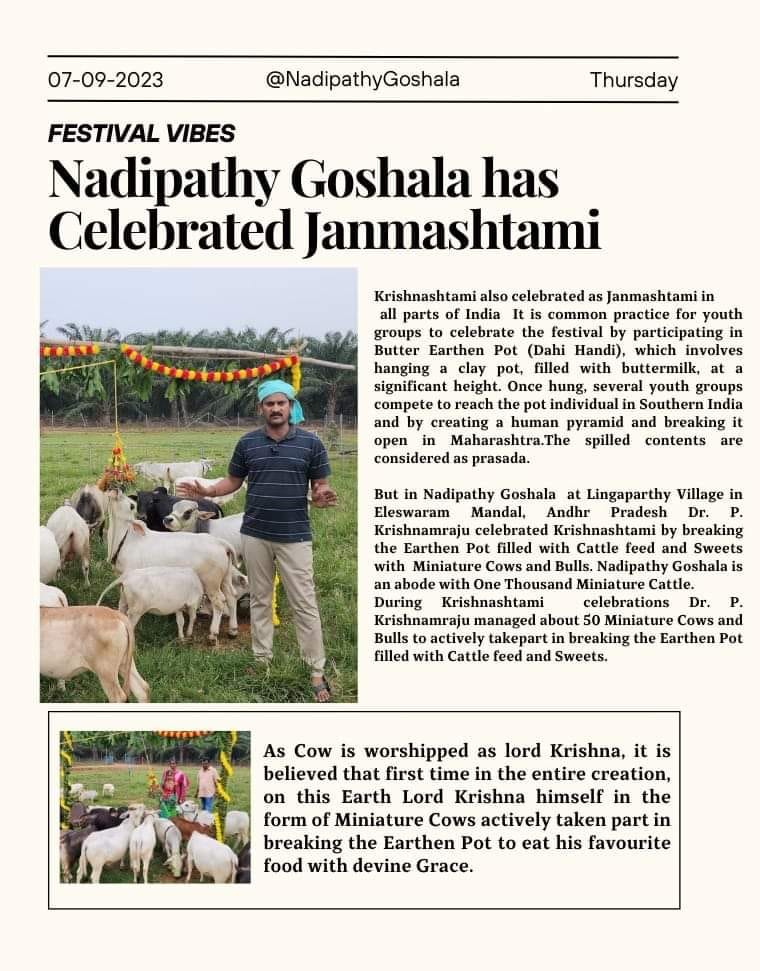 07-09-2023 @NadipathyGoshala Thursday
FESTIVAL VIBES
Nadipathy Goshala has
Celebrated Janmashtami
Krishnashtami also celebrated as Janmashtami in
all parts of India It is common practice for youth
groups to celebrate the festival by participating in
Butter Earthen Pot (Dahi Handi), which involves
hanging a clay pot, filled with buttermilk, at a
significant height. Once hung, several youth groups
compete to reach the pot individual in Southern India
and by creating a human pyramid and breaking it
open in Maharashtra.The spilled contents are
considered as prasada.
But in Nadipathy Goshala at Lingaparthy Village in
Eleswaram Mandal, Andhr Pradesh Dr. P.
Krishnamraju celebrated Krishnashtami by breaking
the Earthen Pot filled with Cattle feed and Sweets
with Miniature Cows and Bulls. Nadipathy Goshala is
an abode with One Thousand Miniature Cattle.
During Krishnashtami celebrations Dr. P.
Krishnamraju managed about 50 Miniature Cows and
Bulls to actively takepart in breaking the Earthen Pot
filled with Cattle feed and Sweets.
As Cow is worshipped as lord Krishna, it is
believed that first time in the entire creation,
on this Earth Lord Krishna himself in the
form of Miniature Cows actively taken part in
breaking the Earthen Pot to eat his favourite
food with devine Grace.